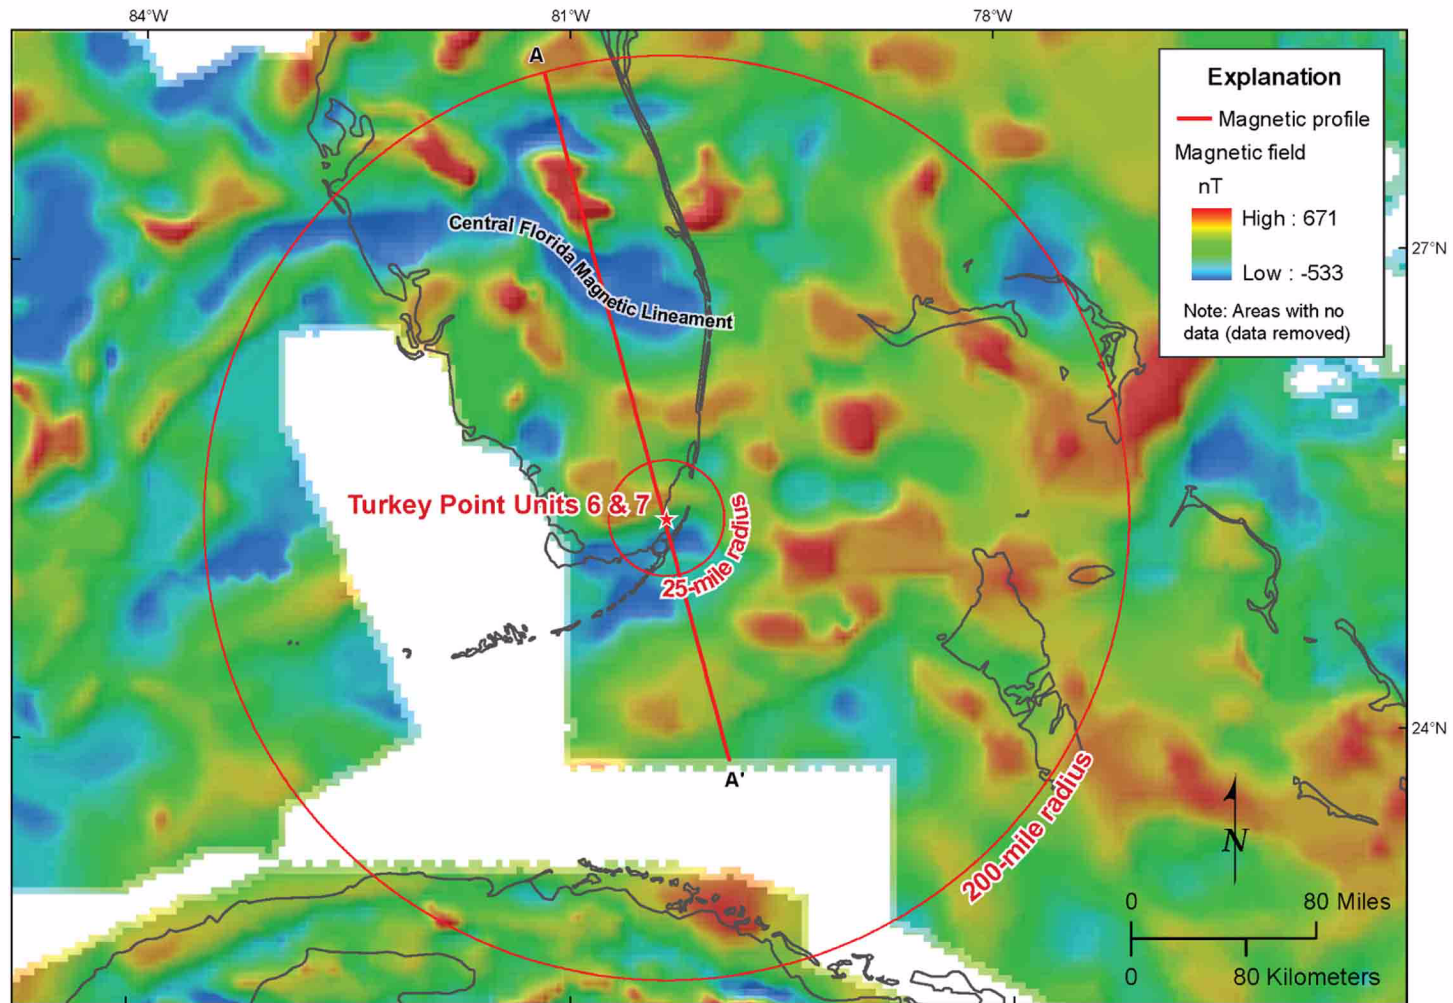 84°W
81°W
78°W
A
Explanation
Magnetic profile
Magnetic field
nT
High : 671
Low : -533
Note: Areas with no
data (data removed)
27°N
Central Florida Magnetic Lineament
Turkey Point Units 6 & 7
25-mile radius
24°N
A'
200-mile radius
N
0 80 Miles
0 80 Kilometers